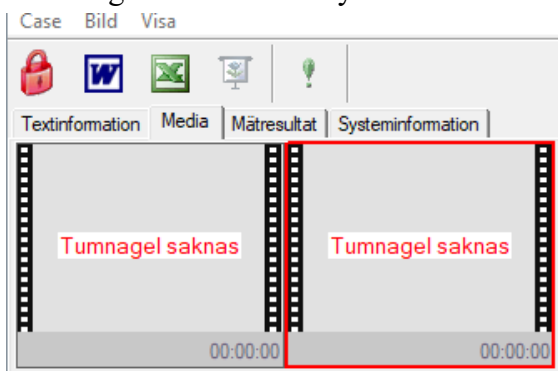 Case Bild Visa
Textinformation Media Mätresultat Systeminformation
Tumnagel saknas Tumnagel saknas
00:00:00 00:00:00